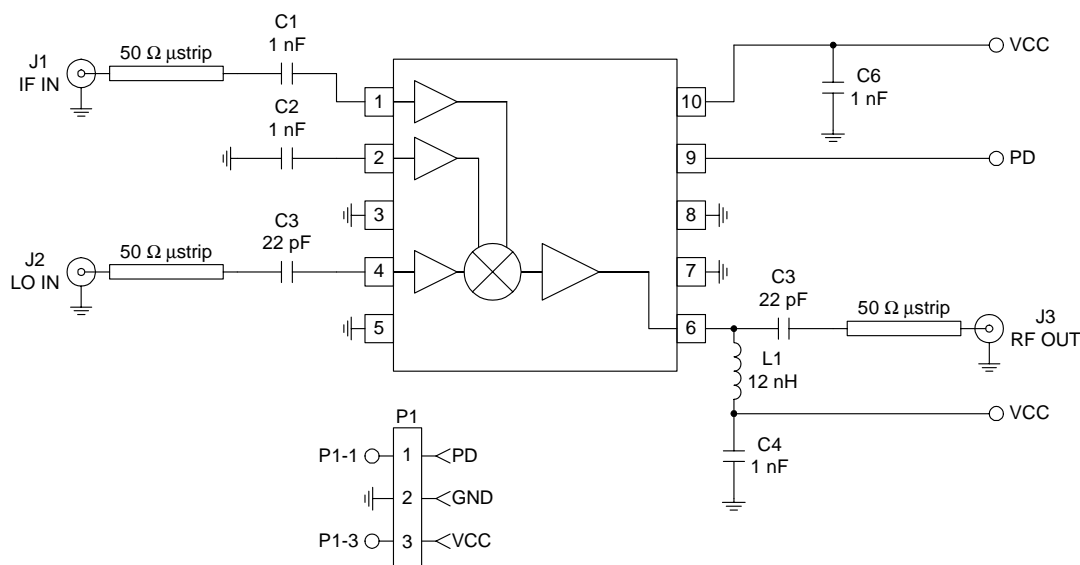 J1
IF IN
50 Ω μstrip
C1
1 nF
C2
1 nF
J2
LO IN
50 Ω μstrip
C3
22 pF
1
2
3
4
5
10
9
8
7
6
VCC
C6
1 nF
PD
C3
22 pF
50 Ω μstrip
J3
RF OUT
L1
12 nH
VCC
C4
1 nF
P1
P1-1
1
PD
2
GND
P1-3
3
VCC